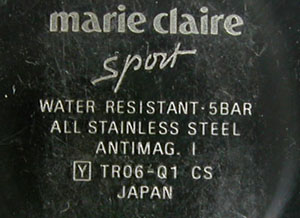 marie claire
sport
WATER RESISTANT·5BAR
ALL STAINLESS STEEL
ANTIMAG. I
Y TR06-Q1 CS
JAPAN